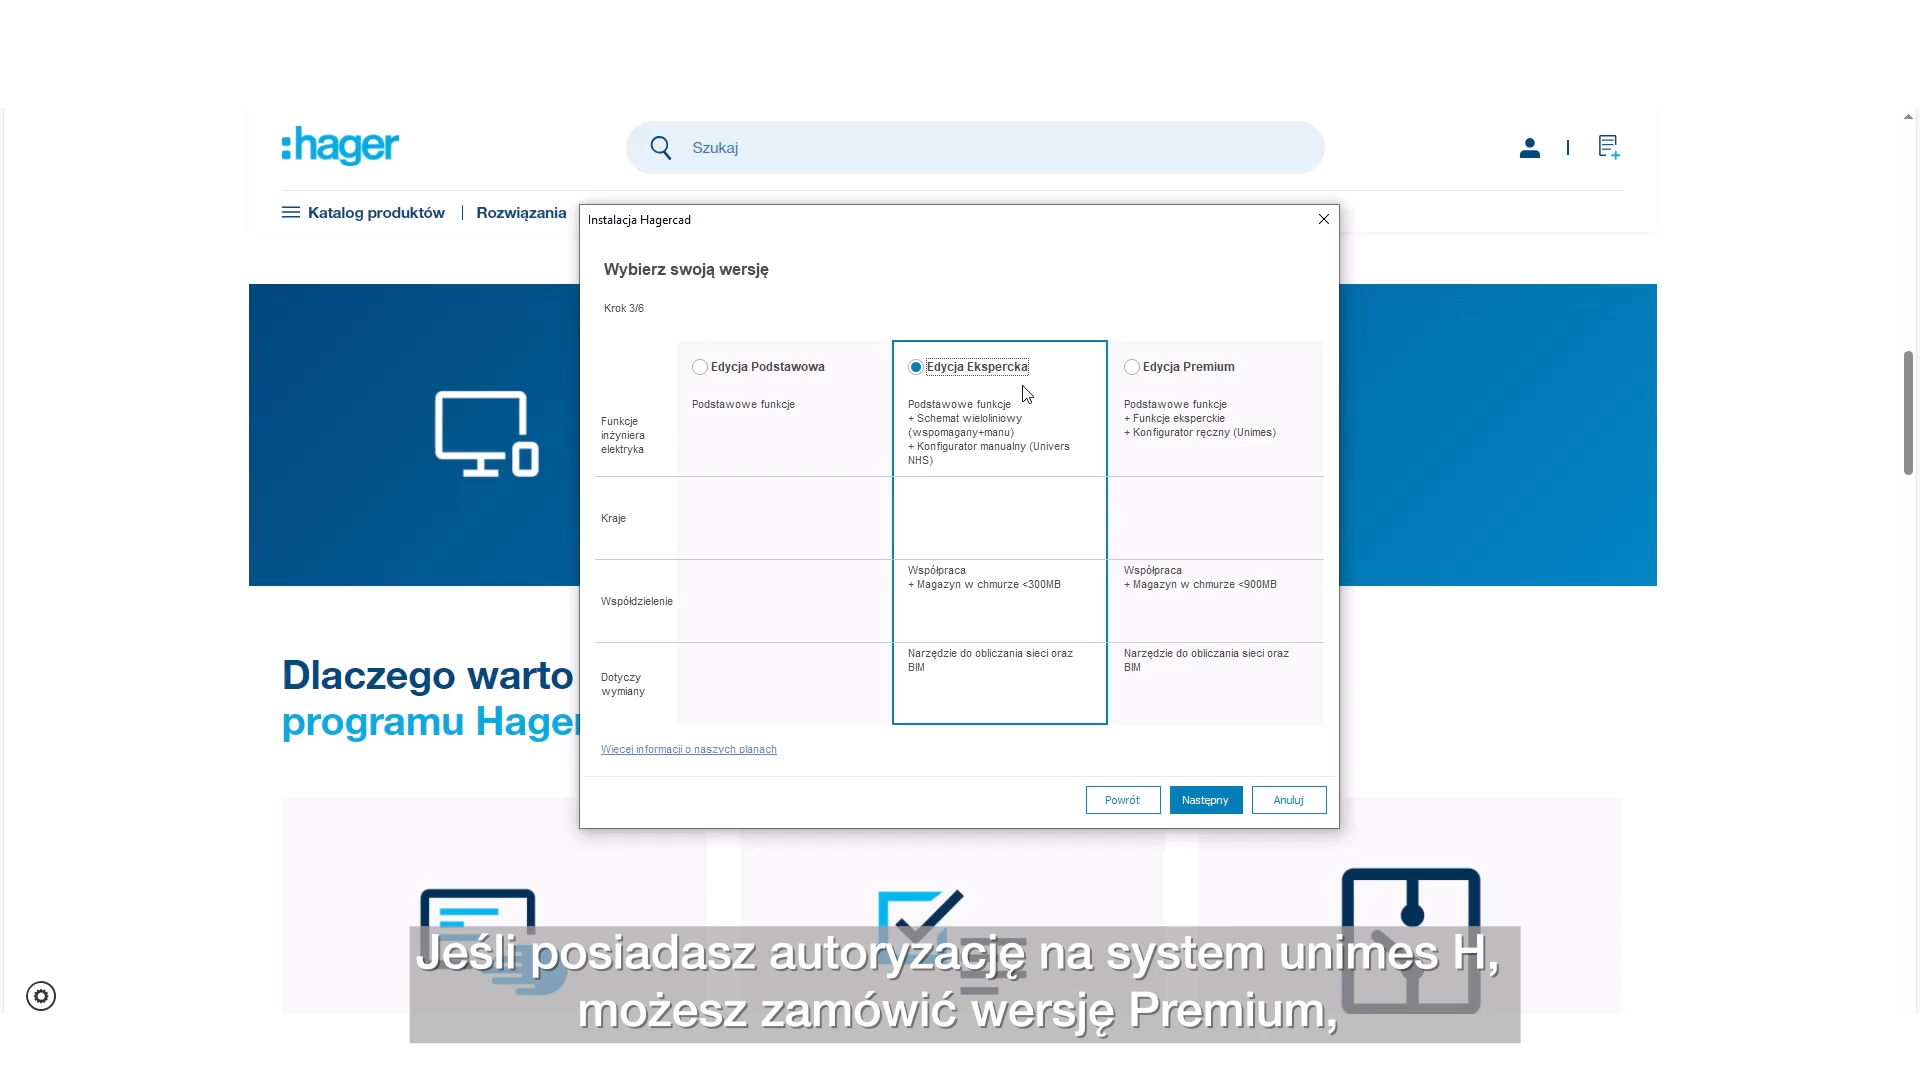 :hager
Szukaj
Katalog produktów | Rozwiązania
Instalacja Hagercad
Wybierz swoją wersję
Krok 3/6
Edycja Podstawowa
Edycja Ekspercka
Edycja Premium
Funkcje
inżyniera
elektryka
Podstawowe funkcje
Podstawowe funkcje
+ Schemat wieloliniowy
(wspomagany+manu)
+ Konfigurator manualny (Univers
NHS)
Podstawowe funkcje
+ Funkcje eksperckie
+ Konfigurator ręczny (Unimes)
Kraje
Współdzielenie
Współpraca
+ Magazyn w chmurze <300MB
Współpraca
+ Magazyn w chmurze <900MB
Dotyczy
wymiany
Narzędzie do obliczania sieci oraz
BIM
Narzędzie do obliczania sieci oraz
BIM
Więcej informacji o naszych planach
Powrót
Następny
Anuluj
Dlaczego warto
programu Hager
Jeśli posiadasz autoryzację na system unimes H,
możesz zamówić wersję Premium,